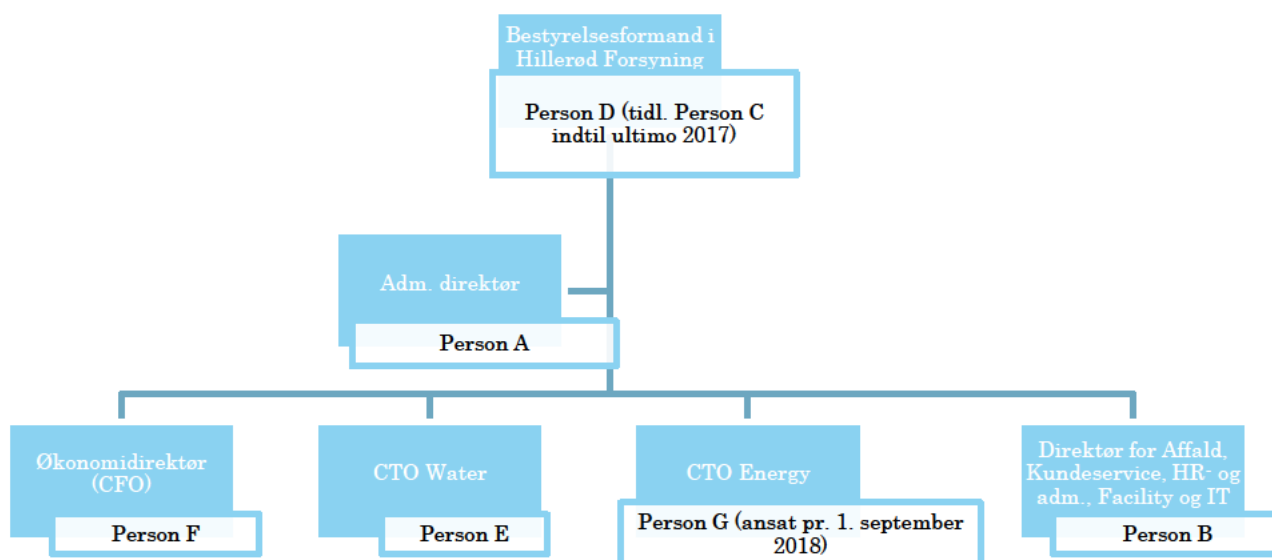 Bestyrelsesformand i
Hillerød Forsyning
Person D (tidl. Person C
indtil ultimo 2017)
Adm. direktør
Person A
Økonomidirektør
(CFO)
Person F
CTO Water
Person E
CTO Energy
Person G (ansat pr. 1. september
2018)
Direktør for Affald,
Kundeservice, HR- og
adm., Facility og IT
Person B